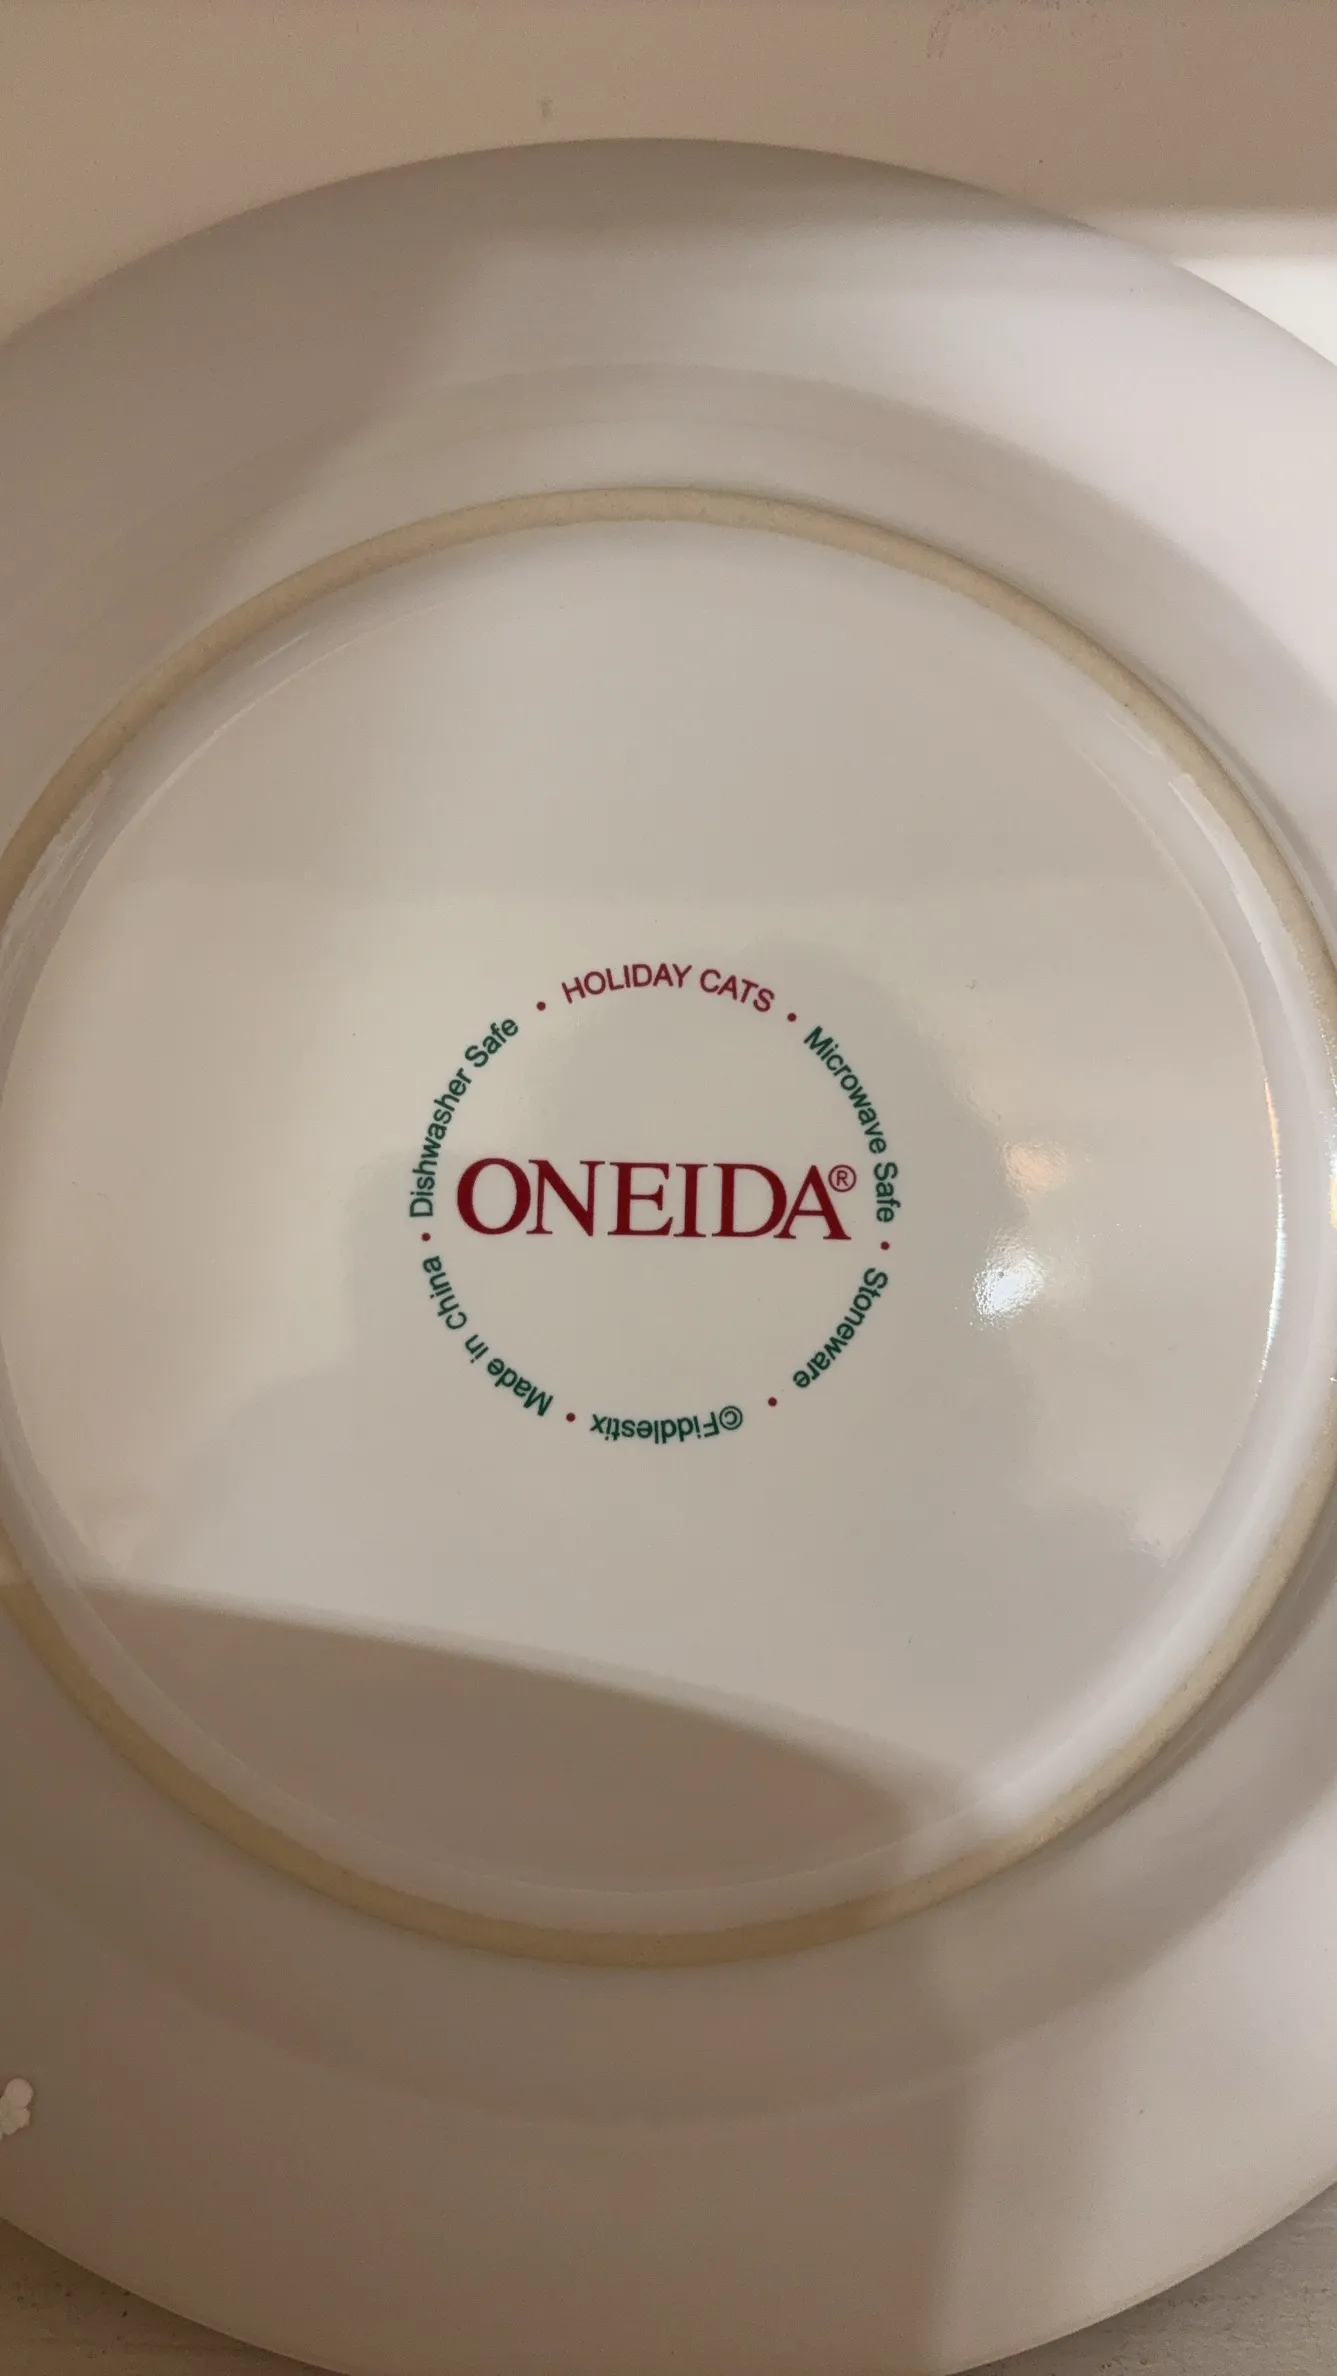 • HOLIDAY CATS • Microwave Safe • Stoneware • ©Fiddlestix • Made in China • Dishwasher Safe
ONEIDA®